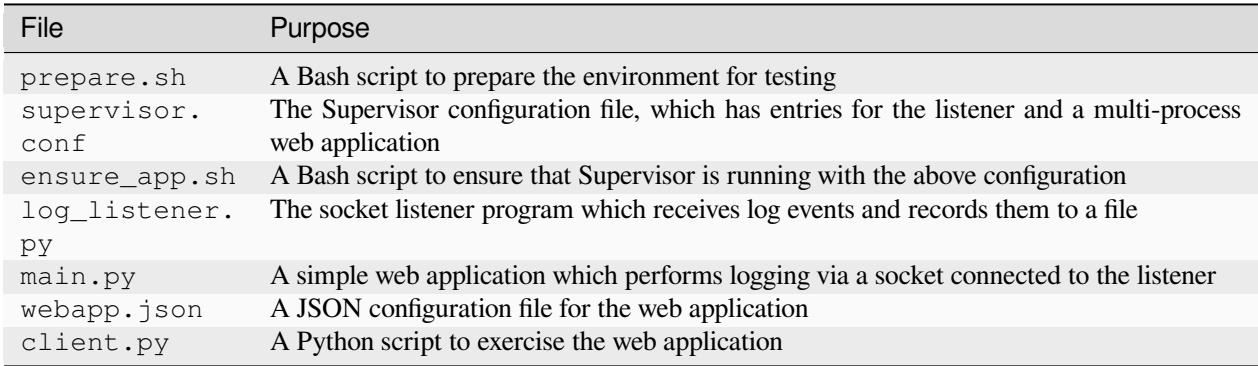 File Purpose
prepare.sh A Bash script to prepare the environment for testing
supervisor. The Supervisor configuration file, which has entries for the listener and a multi-process
conf web application
ensure_app.sh A Bash script to ensure that Supervisor is running with the above configuration
log_listener. The socket listener program which receives log events and records them to a file
py
main.py A simple web application which performs logging via a socket connected to the listener
webapp.json A JSON configuration file for the web application
client.py A Python script to exercise the web application